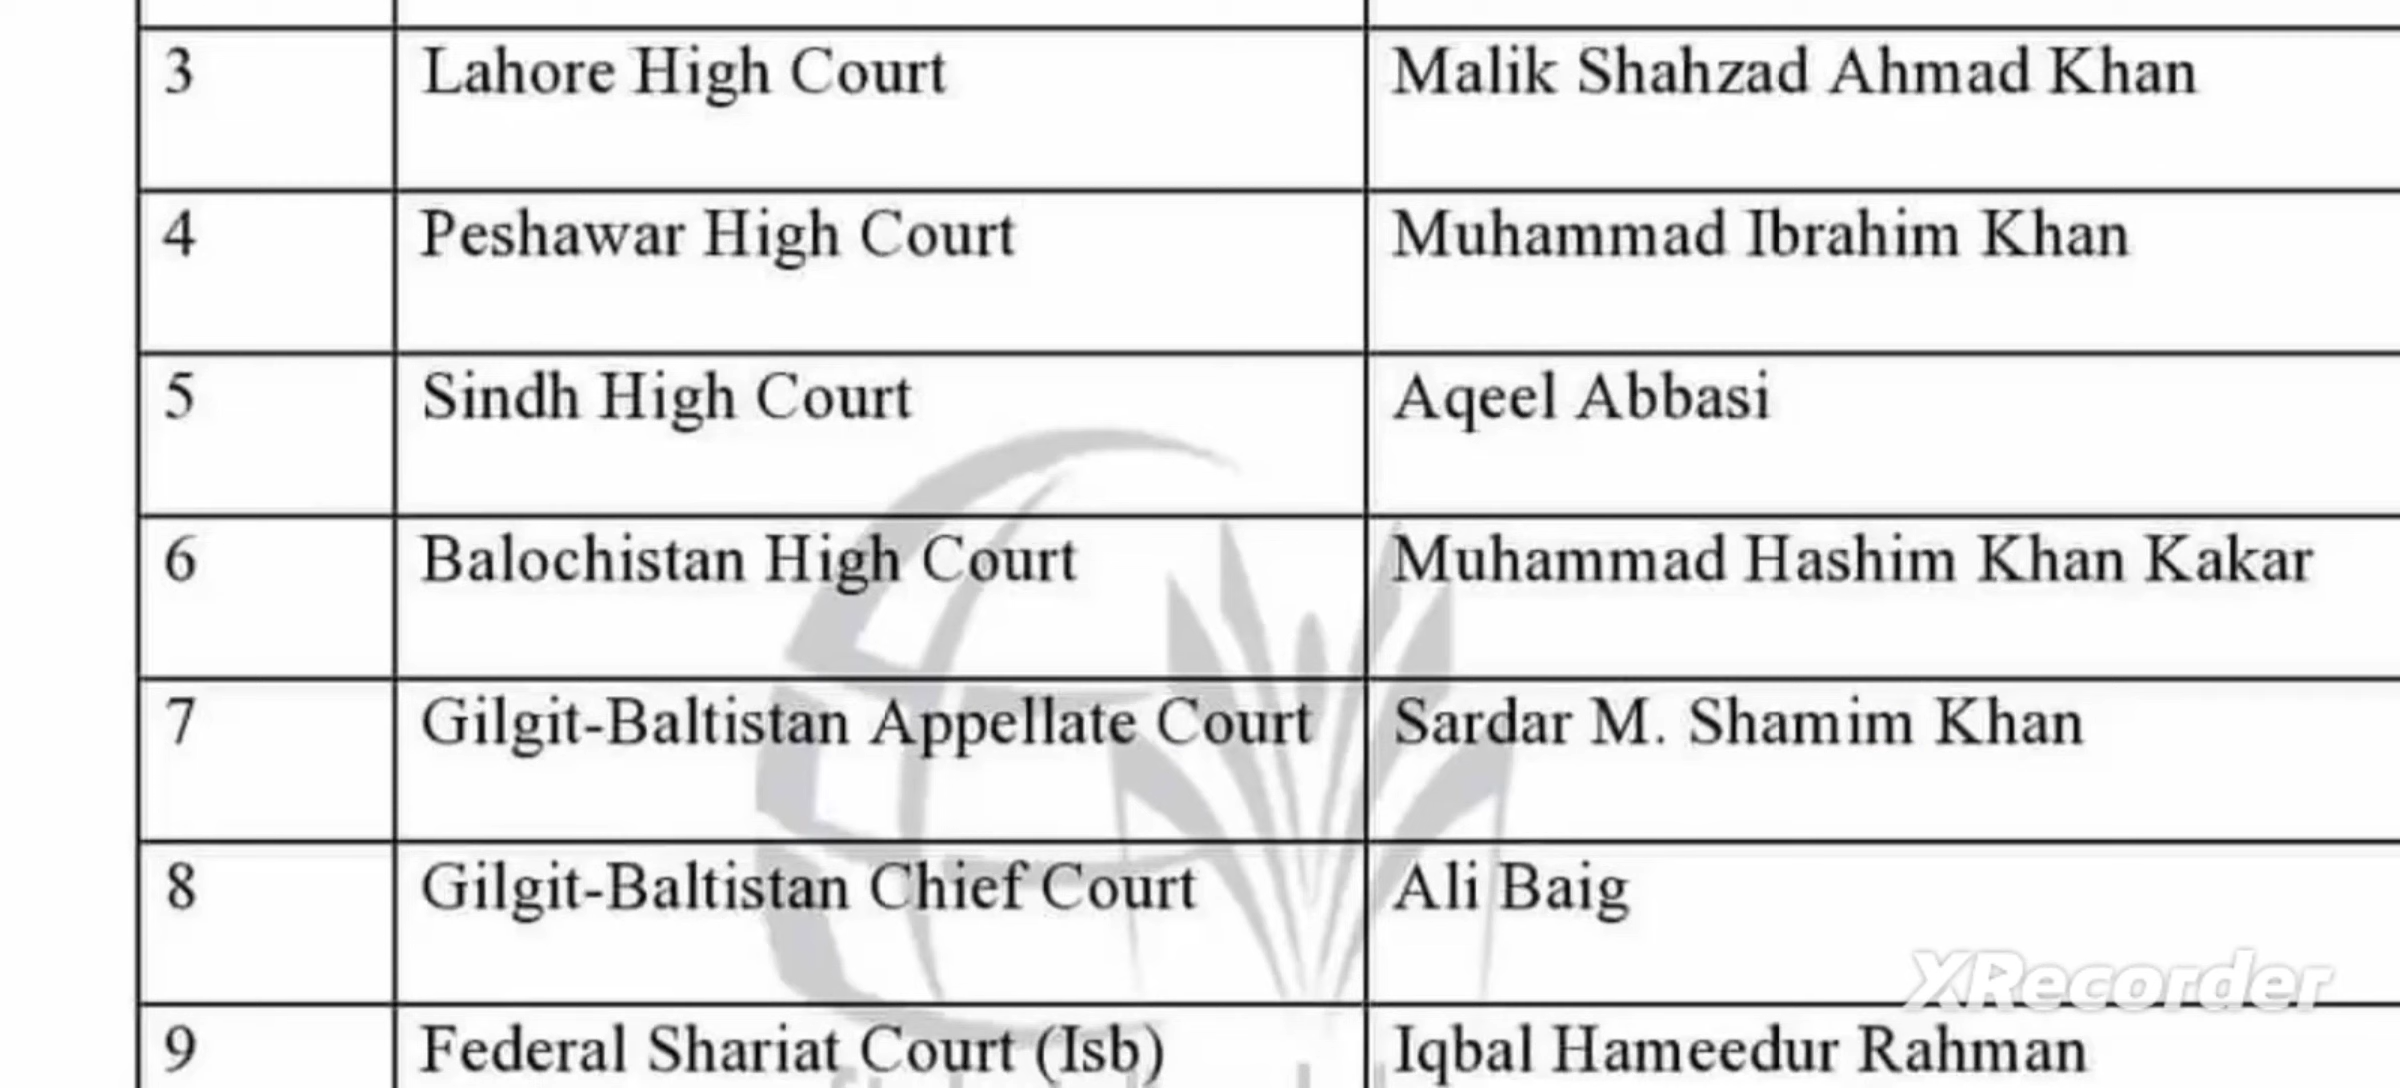 3 Lahore High Court Malik Shahzad Ahmad Khan
4 Peshawar High Court Muhammad Ibrahim Khan
5 Sindh High Court Aqeel Abbasi
6 Balochistan High Court Muhammad Hashim Khan Kakar
7 Gilgit-Baltistan Appellate Court Sardar M. Shamim Khan
8 Gilgit-Baltistan Chief Court Ali Baig
XRecorder
9 Federal Shariat Court (Isb) Iqbal Hameedur Rahman